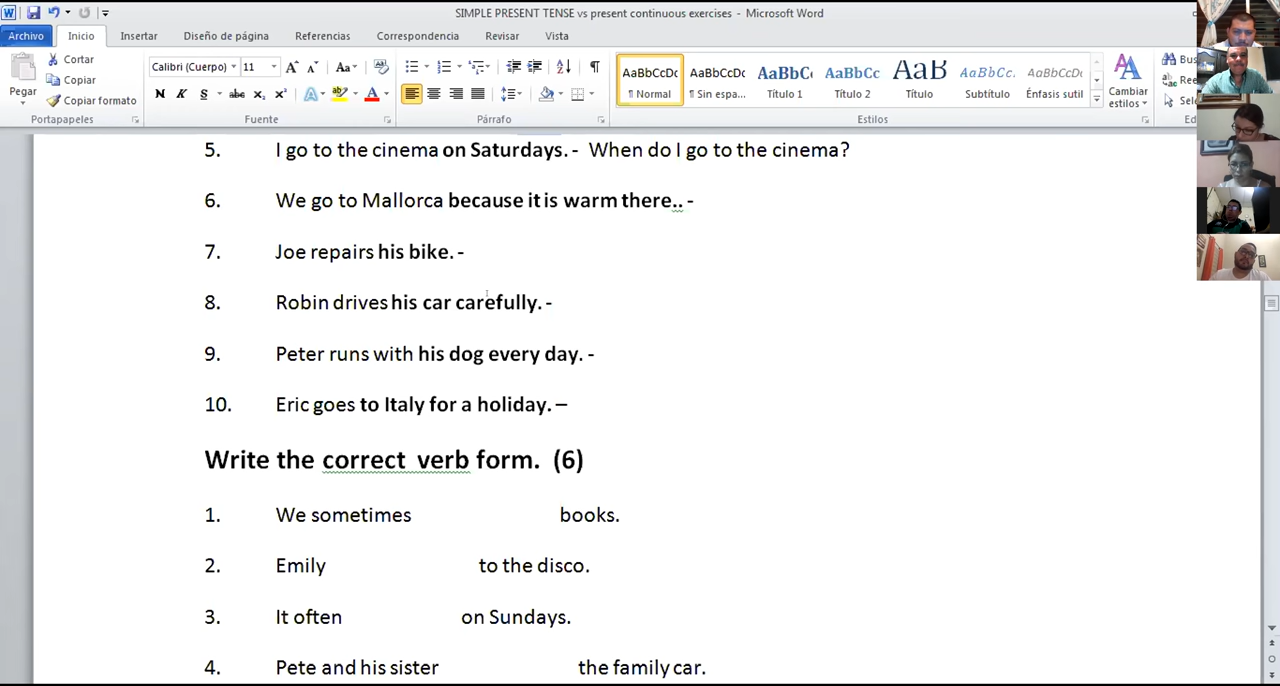 SIMPLE PRESENT TENSE vs present continuous exercises - Microsoft Word
Archivo Inicio Insertar Diseño de página Referencias Correspondencia Revisar Vista
Pegar
Cortar
Copiar
Copiar formato
Portapapeles
Calibri (Cuerpo) 11
N K S abc x₂ x²
Fuente
Párrafo
AaBbCcDc AaBbCcDc AaBbC AaBbCc AaB AaBbCc. AaBbCcDc
¶ Normal ¶ Sin espa... Título 1 Título 2 Título Subtítulo Énfasis sutil
Cambiar estilos
Estilos
5. I go to the cinema on Saturdays. - When do I go to the cinema?
6. We go to Mallorca because it is warm there.. -
7. Joe repairs his bike. -
8. Robin drives his car carefully. -
9. Peter runs with his dog every day. -
10. Eric goes to Italy for a holiday. –
Write the correct verb form. (6)
1. We sometimes books.
2. Emily to the disco.
3. It often on Sundays.
4. Pete and his sister the family car.